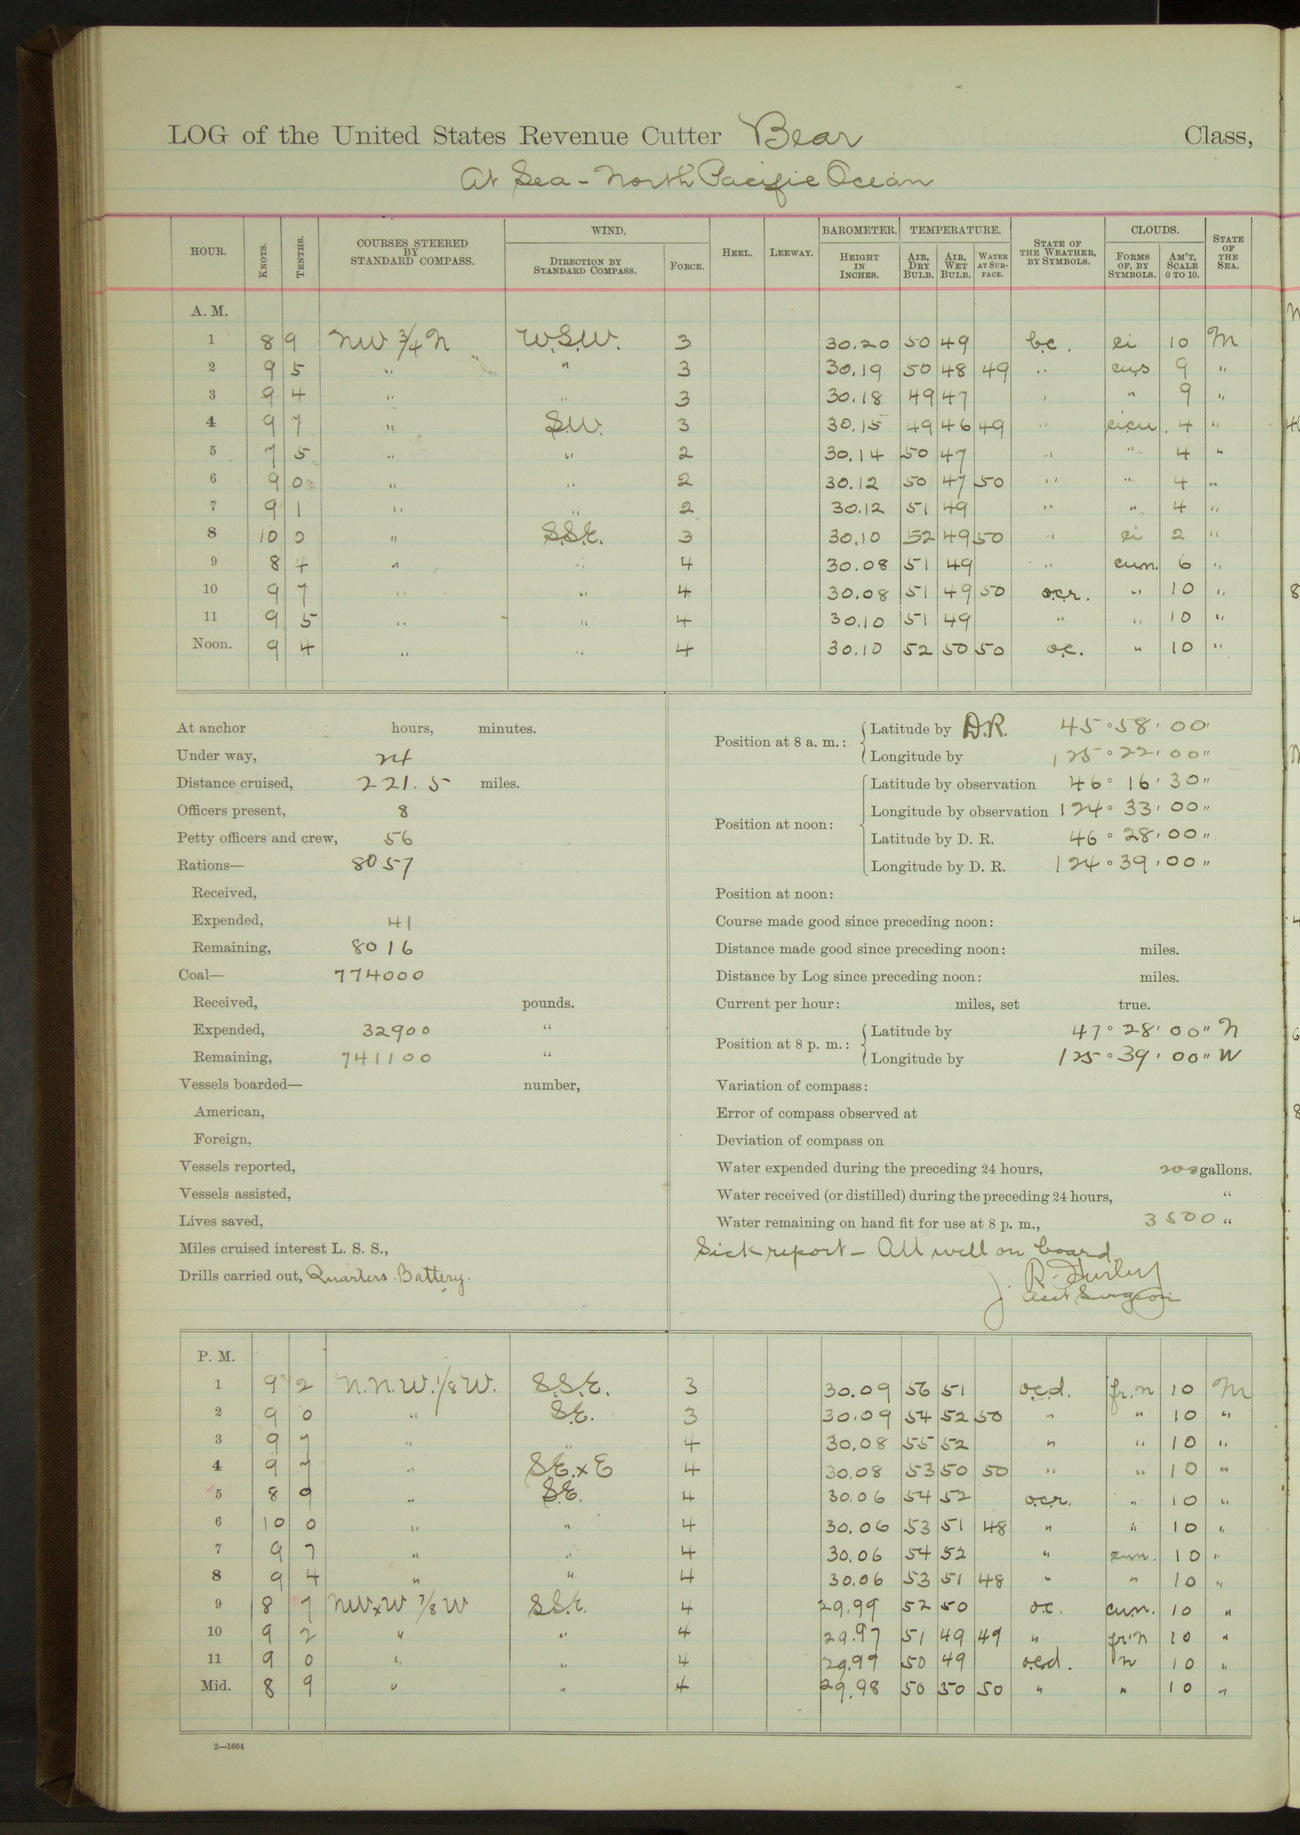 LOG of the United States Revenue Cutter Bear Class,
At Sea - North Pacific Ocean
HOUR. KNOTS. TENTHS. COURSES STEERED BY STANDARD COMPASS. WIND. DIRECTION BY STANDARD COMPASS. FORCE. HEEL. LEEWAY. BAROMETER. HEIGHT IN INCHES. TEMPERATURE. AIR, DRY BULB. AIR, WET BULB. WATER AT SURFACE. STATE OF THE WEATHER, BY SYMBOLS. CLOUDS. FORMS OF, BY SYMBOLS. AM'T, SCALE 0 TO 10. STATE OF THE SEA.
A. M.
1 8 9 NW 3/4 N W.S.W. 3 30.20 50 49 b.c. ci 10 M
2 9 5 " " 3 30.19 50 48 49 " cus 9 "
3 9 4 " " 3 30.18 49 47 " " 9 "
4 9 7 " S.W. 3 30.15 49 46 49 " cicu. 4 "
5 7 5 " " 2 30.14 50 47 " " 4 "
6 9 0 " " 2 30.12 50 47 50 " " 4 "
7 9 1 " " 2 30.12 51 49 " " 4 "
8 10 0 " S.S.E. 3 30.10 52 49 50 " ci 2 "
9 8 4 " " 4 30.08 51 49 " cum. 6 "
10 9 7 " " 4 30.08 51 49 50 o.c.r. " 10 "
11 9 5 " " 4 30.10 51 49 " " 10 "
Noon. 9 4 " " 4 30.10 52 50 50 o.c. " 10 "
At anchor hours, minutes.
Under way, 24
Distance cruised, 221.5 miles.
Officers present, 8
Petty officers and crew, 56
Rations— 8057
Received,
Expended, 41
Remaining, 8016
Coal— 774000
Received, pounds.
Expended, 32900 "
Remaining, 741100 "
Vessels boarded— number,
American,
Foreign,
Vessels reported,
Vessels assisted,
Lives saved,
Miles cruised interest L. S. S.,
Drills carried out, Quarters. Battery.
Position at 8 a. m.: Latitude by D.R. 45° 58' 00"
Longitude by 125° 22' 00"
Position at noon: Latitude by observation 46° 16' 30"
Longitude by observation 124° 33' 00"
Latitude by D. R. 46° 28' 00"
Longitude by D. R. 124° 39' 00"
Position at noon:
Course made good since preceding noon:
Distance made good since preceding noon: miles.
Distance by Log since preceding noon: miles.
Current per hour: miles, set true.
Position at 8 p. m.: Latitude by 47° 28' 00" N
Longitude by 125° 39' 00" W
Variation of compass:
Error of compass observed at
Deviation of compass on
Water expended during the preceding 24 hours, 200 gallons.
Water received (or distilled) during the preceding 24 hours, "
Water remaining on hand fit for use at 8 p. m., 3500 "
Sick report - All well on board
J. R. Hurley
Asst Surgeon
P. M.
1 9 2 N.N.W. 1/8 W. S.S.E. 3 30.09 56 51 o.c.d. fr.n 10 M
2 9 0 " S.E. 3 30.09 54 52 50 " " 10 "
3 9 7 " " 4 30.08 55 52 " " 10 "
4 9 7 " S.E. x E 4 30.08 53 50 50 " " 10 "
5 8 9 " S.E. 4 30.06 54 52 o.c.r. " 10 "
6 10 0 " " 4 30.06 53 51 48 " " 10 "
7 9 7 " " 4 30.06 54 52 " cum. 10 "
8 9 4 " " 4 30.06 53 51 48 " " 10 "
9 8 7 NW x W 7/8 W S.S.E. 4 29.99 52 50 o.c. cum. 10 "
10 9 2 " " 4 29.97 51 49 49 " fr.n 10 "
11 9 0 " " 4 29.97 50 49 o.c.d. n 10 "
Mid. 8 9 " " 4 29.98 50 50 50 " " 10 "
2—1664